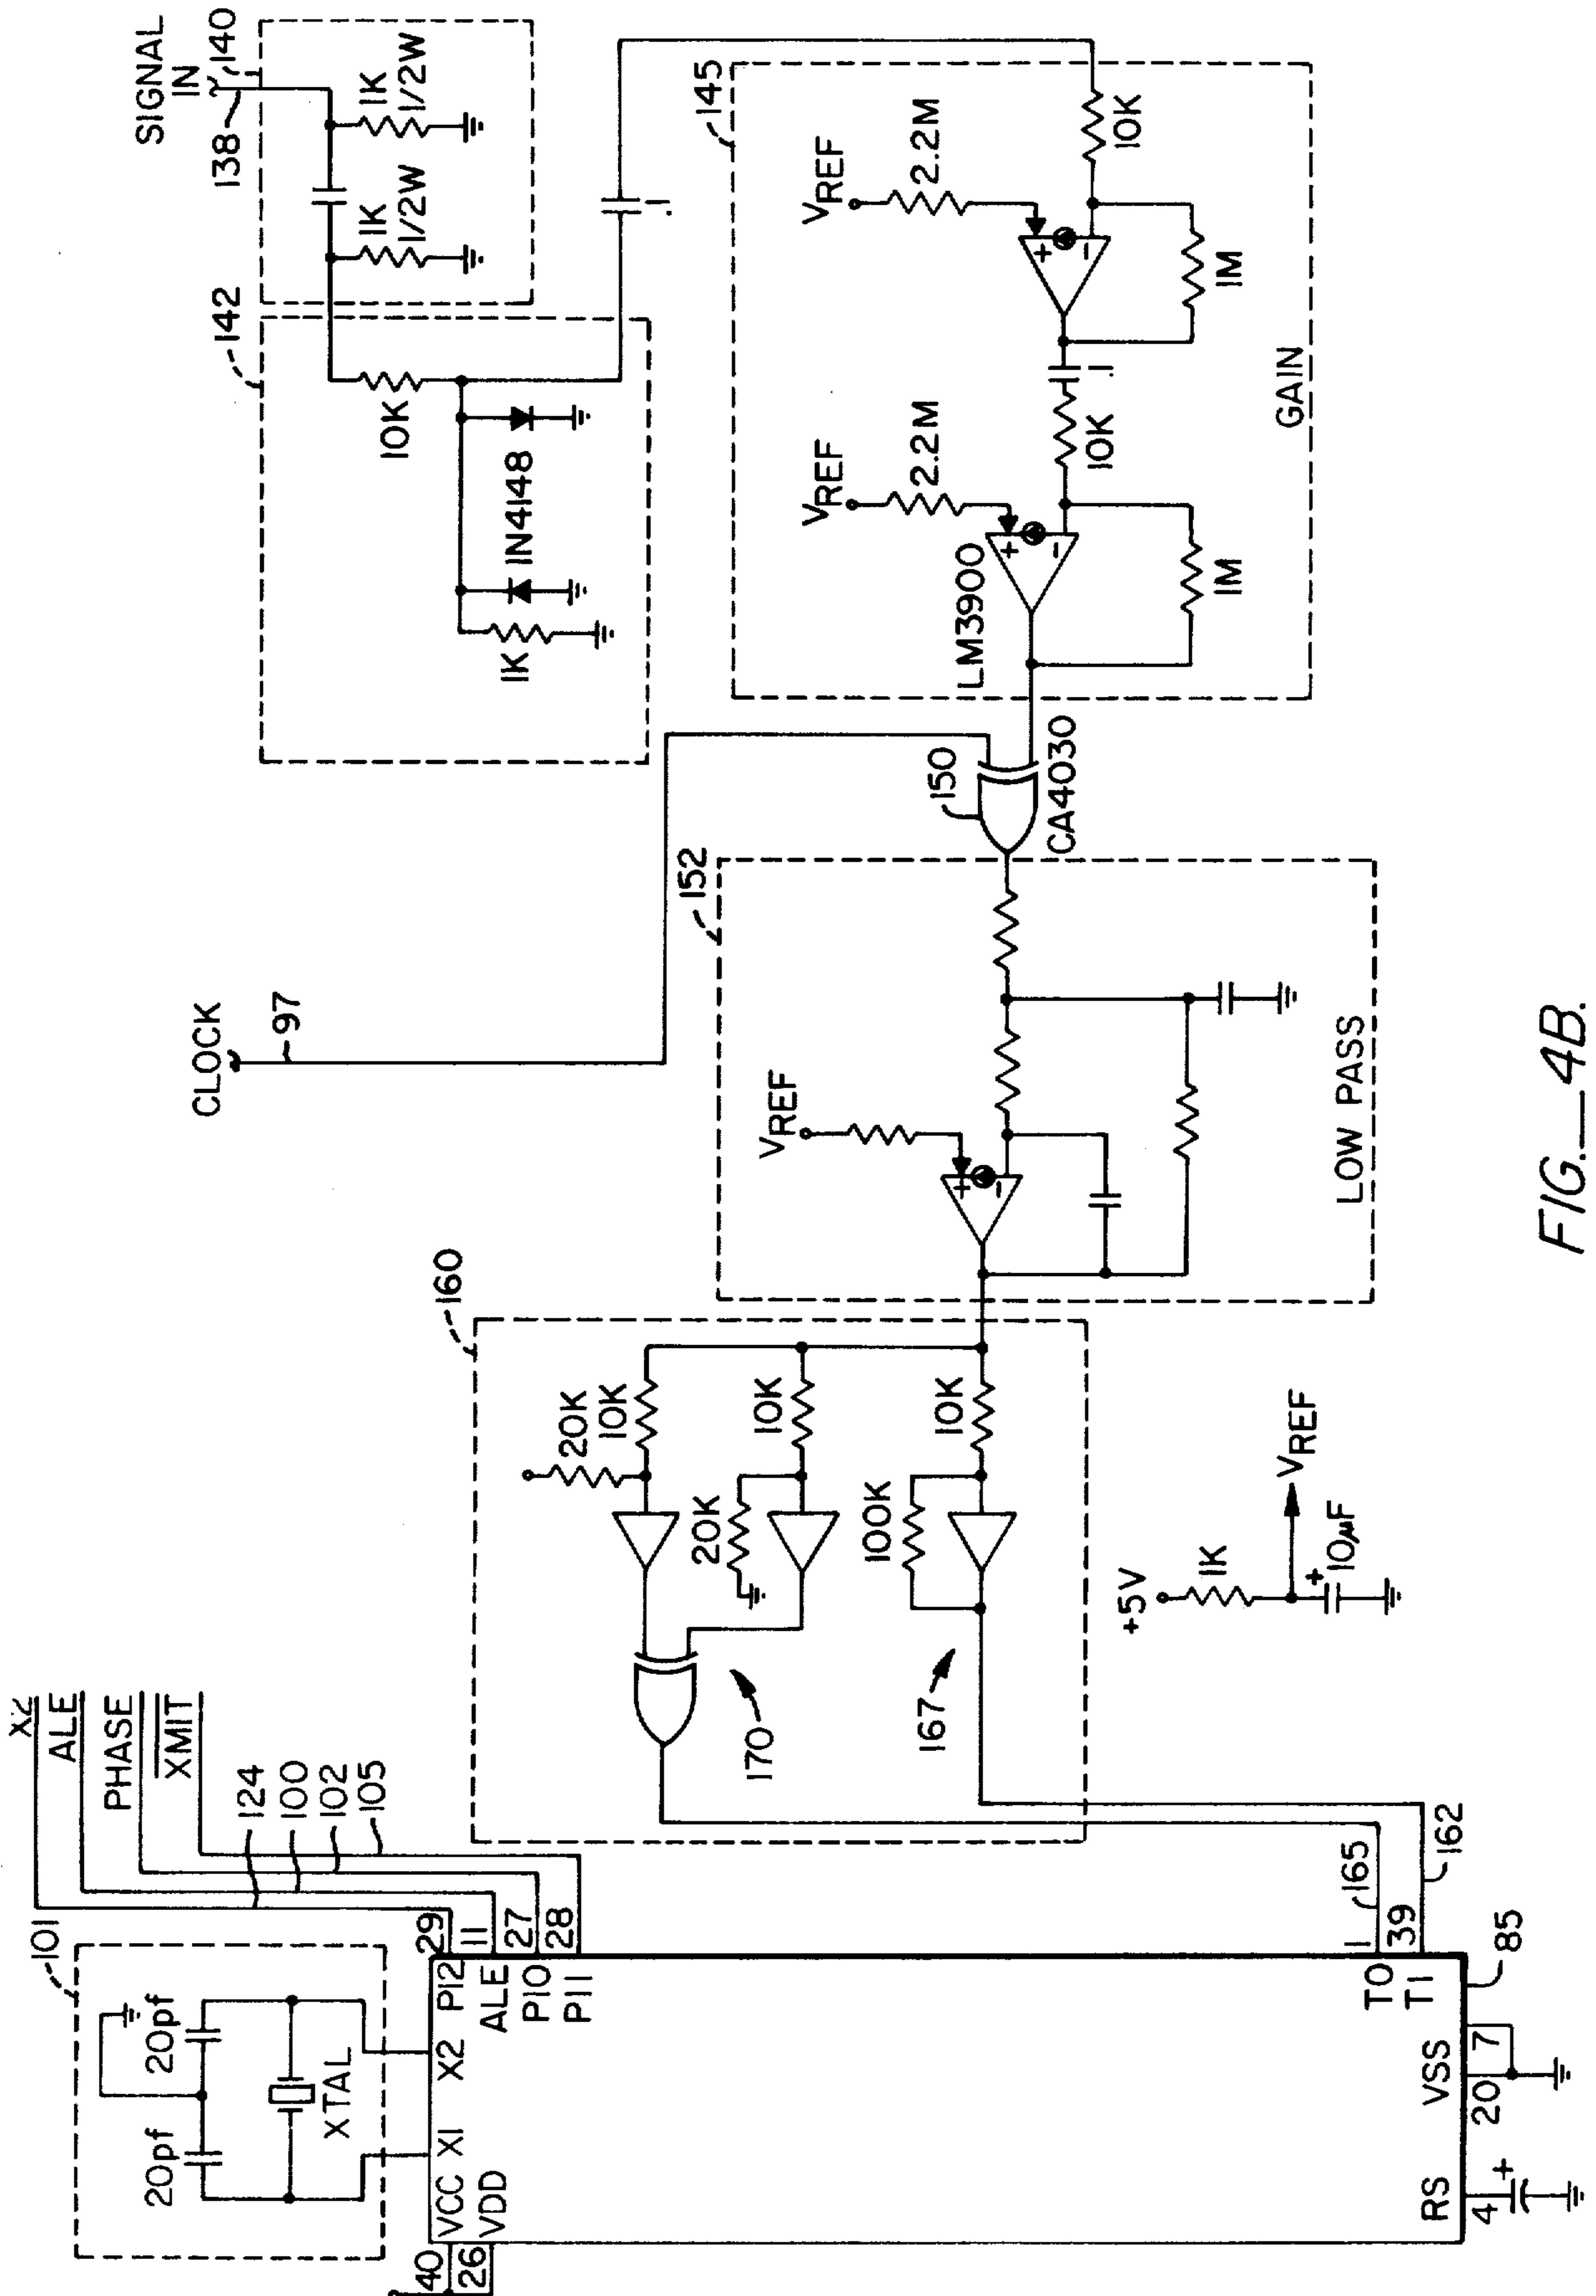 SIGNAL
IN
138
140
1K
1/2W
1K
1/2W
142
10K
1N4148
1K
.1
145
VREF
2.2M
VREF
2.2M
10K
1M
.1
10K
LM3900
1M
GAIN
CLOCK
97
150
CA4030
152
VREF
LOW PASS
160
20K
10K
10K
20K
10K
100K
170
167
+5V
1K
VREF
+
10µF
X2
ALE
PHASE
XMIT
124
100
102
105
101
20pf
20pf
XTAL
29
11
27
28
P12
ALE
P10
P11
X2
X1
VCC
VDD
40
26
165
162
1
39
T0
T1
85
VSS
7
20
RS
4
+
FIG._4B.